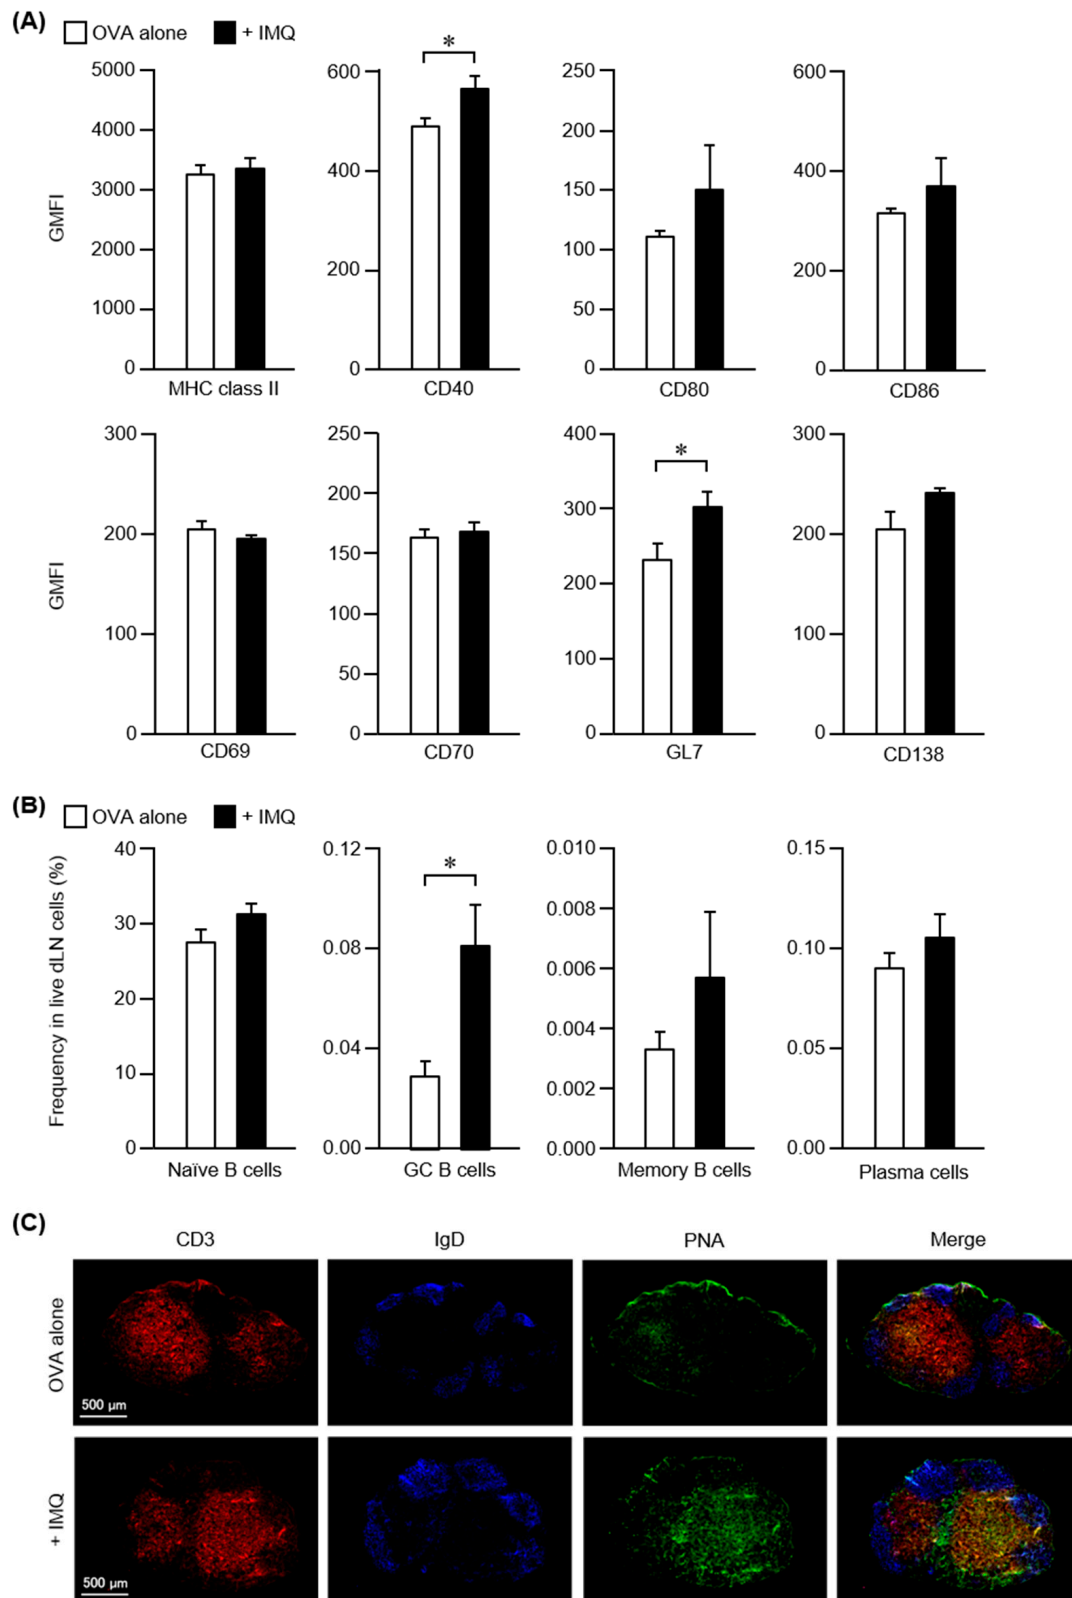 (A)
OVA alone + IMQ
GMFI
5000
4000
3000
2000
1000
0
MHC class II
*
600
400
200
0
CD40
250
200
150
100
50
0
CD80
600
400
200
0
CD86
GMFI
300
200
100
0
CD69
250
200
150
100
50
0
CD70
*
400
300
200
100
0
GL7
300
200
100
0
CD138
(B)
OVA alone + IMQ
Frequency in live dLN cells (%)
40
30
20
10
0
Naïve B cells
*
0.12
0.08
0.04
0.00
GC B cells
0.010
0.008
0.006
0.004
0.002
0.000
Memory B cells
0.15
0.10
0.05
0.00
Plasma cells
(C)
CD3 IgD PNA Merge
OVA alone
500 µm
+ IMQ
500 µm